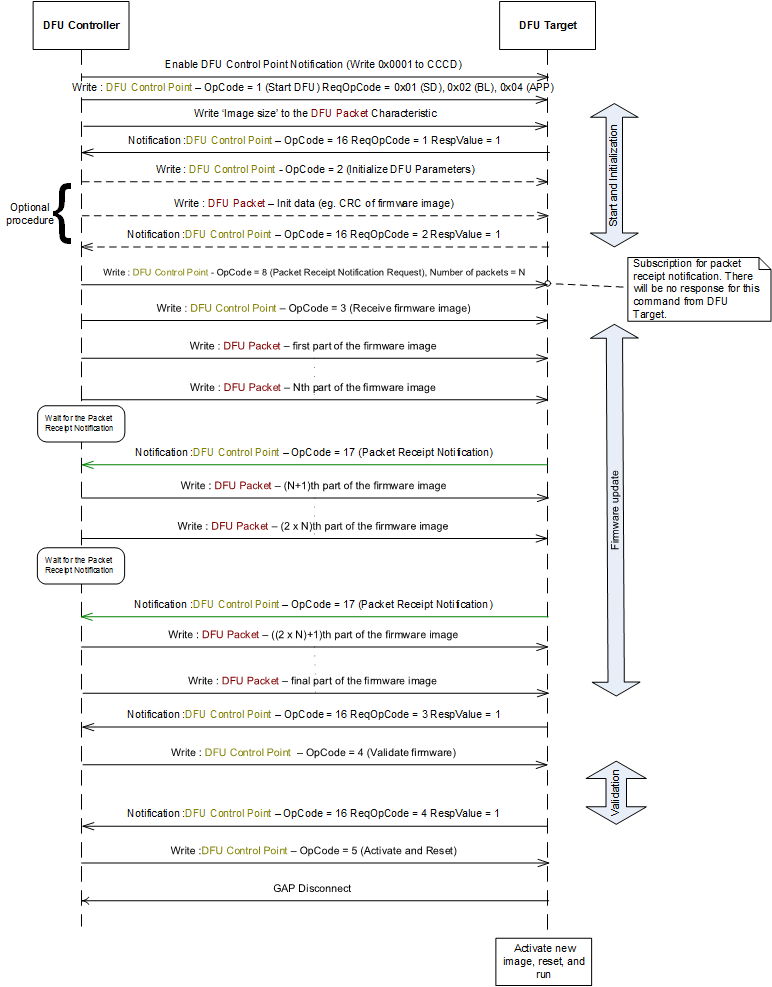 DFU Controller
DFU Target
Enable DFU Control Point Notification (Write 0x0001 to CCCD)
Write : DFU Control Point – OpCode = 1 (Start DFU) ReqOpCode = 0x01 (SD), 0x02 (BL), 0x04 (APP)
Write ‘Image size’ to the DFU Packet Characteristic
Notification :DFU Control Point – OpCode = 16 ReqOpCode = 1 RespValue = 1
Write : DFU Control Point - OpCode = 2 (Initialize DFU Parameters)
Start and Initialization
Optional
procedure
Write : DFU Packet – Init data (eg. CRC of firmware image)
Notification :DFU Control Point – OpCode = 16 ReqOpCode = 2 RespValue = 1
Write : DFU Control Point - OpCode = 8 (Packet Receipt Notification Request), Number of packets = N
Subscription for packet
receipt notification. There
will be no response for this
command from DFU
Target.
Write : DFU Control Point – OpCode = 3 (Receive firmware image)
Write : DFU Packet – first part of the firmware image
Write : DFU Packet – Nth part of the firmware image
Wait for the Packet
Receipt Notification
Notification :DFU Control Point – OpCode = 17 (Packet Receipt Notification)
Write : DFU Packet – (N+1)th part of the firmware image
Firmware update
Write : DFU Packet – (2 x N)th part of the firmware image
Wait for the Packet
Receipt Notification
Notification :DFU Control Point – OpCode = 17 (Packet Receipt Notification)
Write : DFU Packet – ((2 x N)+1)th part of the firmware image
Write : DFU Packet – final part of the firmware image
Notification :DFU Control Point – OpCode = 16 ReqOpCode = 3 RespValue = 1
Write : DFU Control Point – OpCode = 4 (Validate firmware)
Validation
Notification :DFU Control Point – OpCode = 16 ReqOpCode = 4 RespValue = 1
Write :DFU Control Point – OpCode = 5 (Activate and Reset)
GAP Disconnect
Activate new
image, reset, and
run